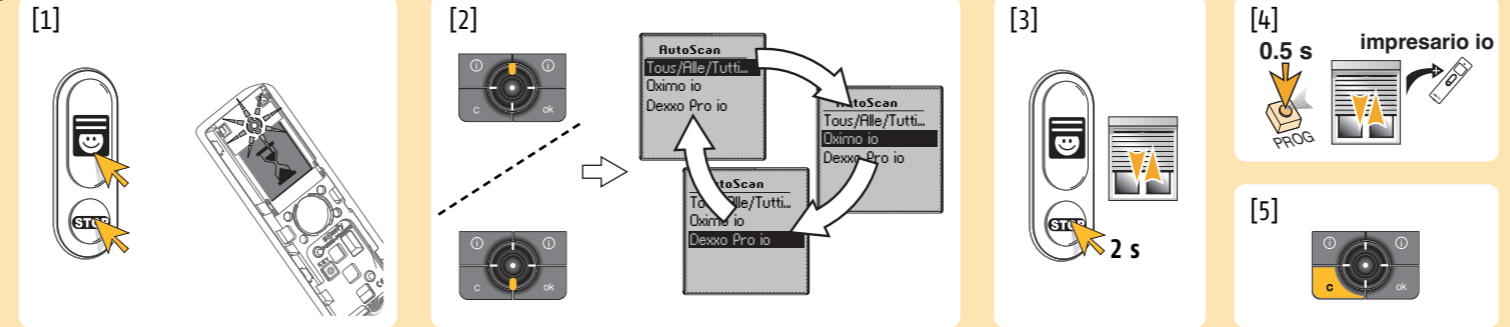 [1]
STOP
[2]
c
ok
c
ok
AutoScan
Tous/Alle/Tutti...
Oximo io
Dexxo Pro io
AutoScan
Tous/Alle/Tutti...
Oximo io
Dexxo Pro io
AutoScan
Tous/Alle/Tutti...
Oximo io
Dexxo Pro io
[3]
STOP
2 s
[4]
0.5 s
PROG
impresario io
[5]
c
ok